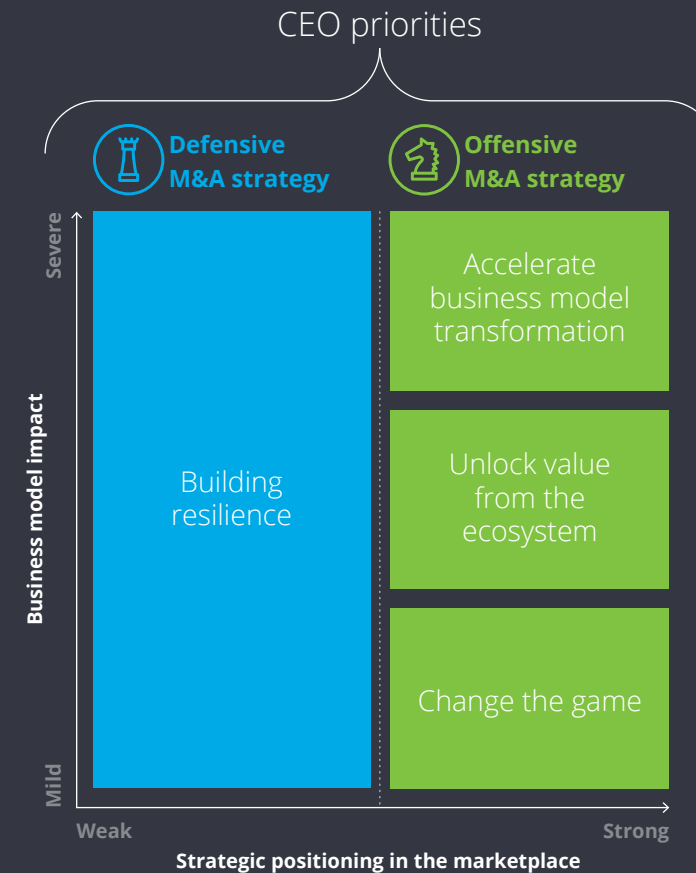 CEO priorities
Defensive
M&A strategy
Offensive
M&A strategy
Severe
Business model impact
Mild
Building
resilience
Accelerate
business model
transformation
Unlock value
from the
ecosystem
Change the game
Weak
Strong
Strategic positioning in the marketplace